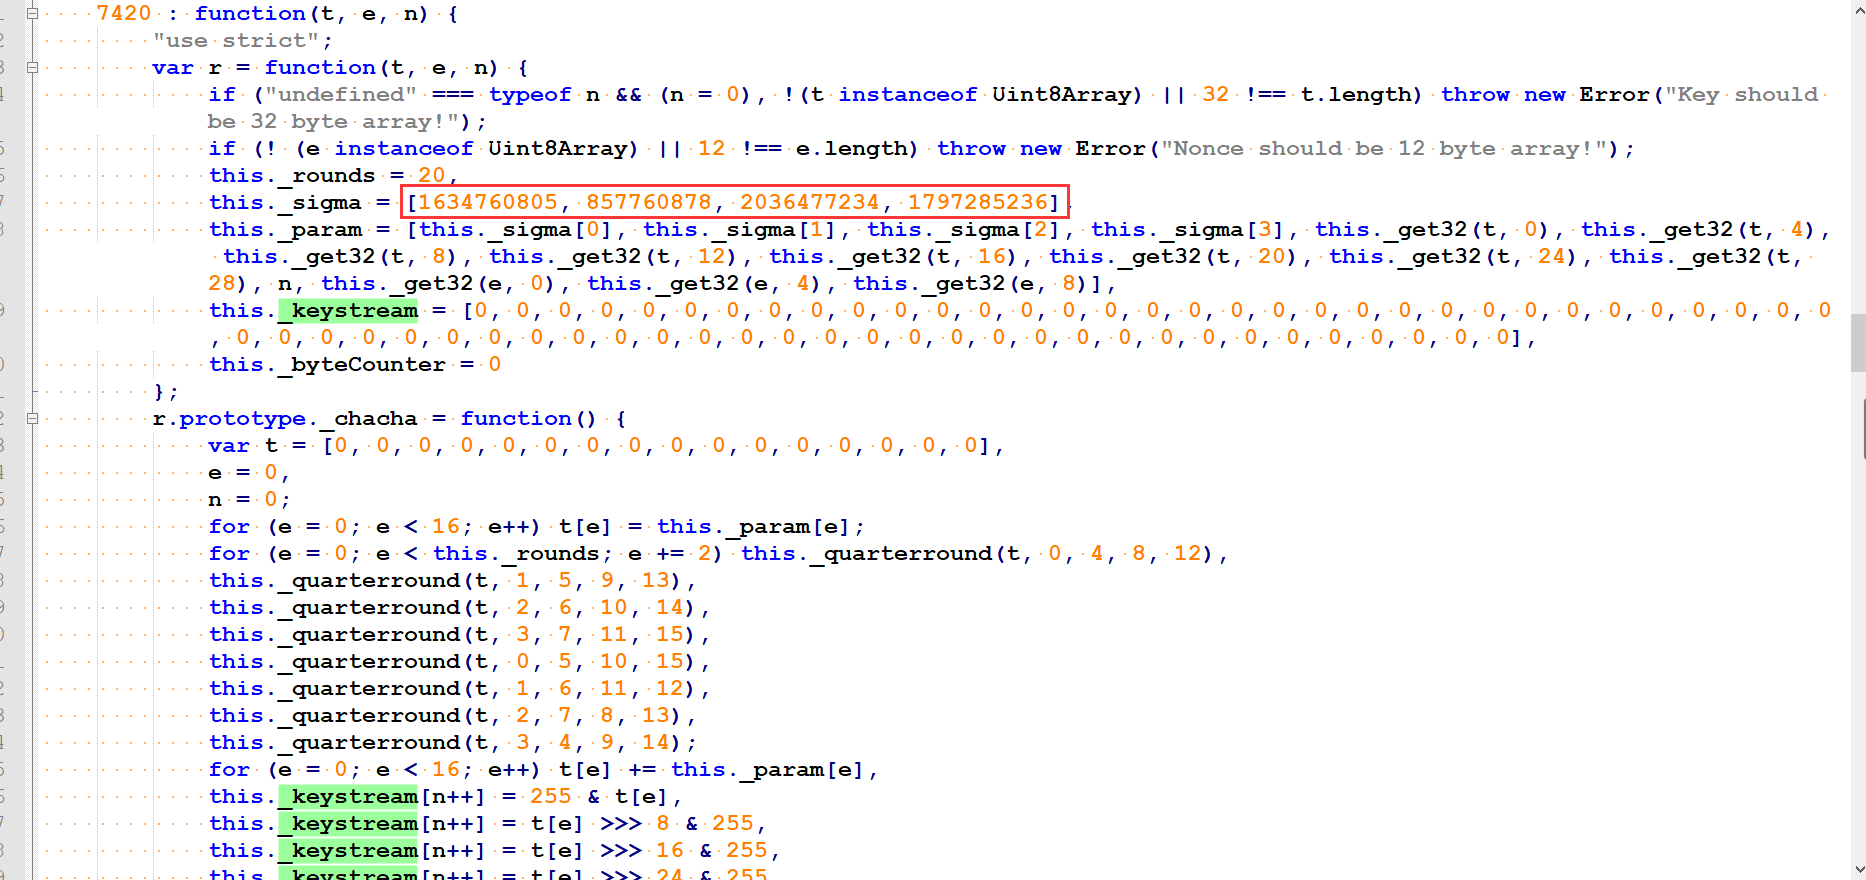 7420 : function(t, e, n) {
"use strict";
var r = function(t, e, n) {
if ("undefined" === typeof n && (n = 0), !(t instanceof Uint8Array) || 32 !== t.length) throw new Error("Key should
be 32 byte array!");
if (! (e instanceof Uint8Array) || 12 !== e.length) throw new Error("Nonce should be 12 byte array!");
this._rounds = 20,
this._sigma = [1634760805, 857760878, 2036477234, 1797285236],
this._param = [this._sigma[0], this._sigma[1], this._sigma[2], this._sigma[3], this._get32(t, 0), this._get32(t, 4),
this._get32(t, 8), this._get32(t, 12), this._get32(t, 16), this._get32(t, 20), this._get32(t, 24), this._get32(t,
28), n, this._get32(e, 0), this._get32(e, 4), this._get32(e, 8)],
this._keystream = [0, 0, 0, 0, 0, 0, 0, 0, 0, 0, 0, 0, 0, 0, 0, 0, 0, 0, 0, 0, 0, 0, 0, 0, 0, 0, 0, 0, 0, 0, 0, 0, 0
, 0, 0, 0, 0, 0, 0, 0, 0, 0, 0, 0, 0, 0, 0, 0, 0, 0, 0, 0, 0, 0, 0, 0, 0, 0, 0, 0, 0, 0, 0, 0],
this._byteCounter = 0
};
r.prototype._chacha = function() {
var t = [0, 0, 0, 0, 0, 0, 0, 0, 0, 0, 0, 0, 0, 0, 0, 0],
e = 0,
n = 0;
for (e = 0; e < 16; e++) t[e] = this._param[e];
for (e = 0; e < this._rounds; e += 2) this._quarterround(t, 0, 4, 8, 12),
this._quarterround(t, 1, 5, 9, 13),
this._quarterround(t, 2, 6, 10, 14),
this._quarterround(t, 3, 7, 11, 15),
this._quarterround(t, 0, 5, 10, 15),
this._quarterround(t, 1, 6, 11, 12),
this._quarterround(t, 2, 7, 8, 13),
this._quarterround(t, 3, 4, 9, 14);
for (e = 0; e < 16; e++) t[e] += this._param[e],
this._keystream[n++] = 255 & t[e],
this._keystream[n++] = t[e] >>> 8 & 255,
this._keystream[n++] = t[e] >>> 16 & 255,
this._keystream[n++] = t[e] >>> 24 & 255